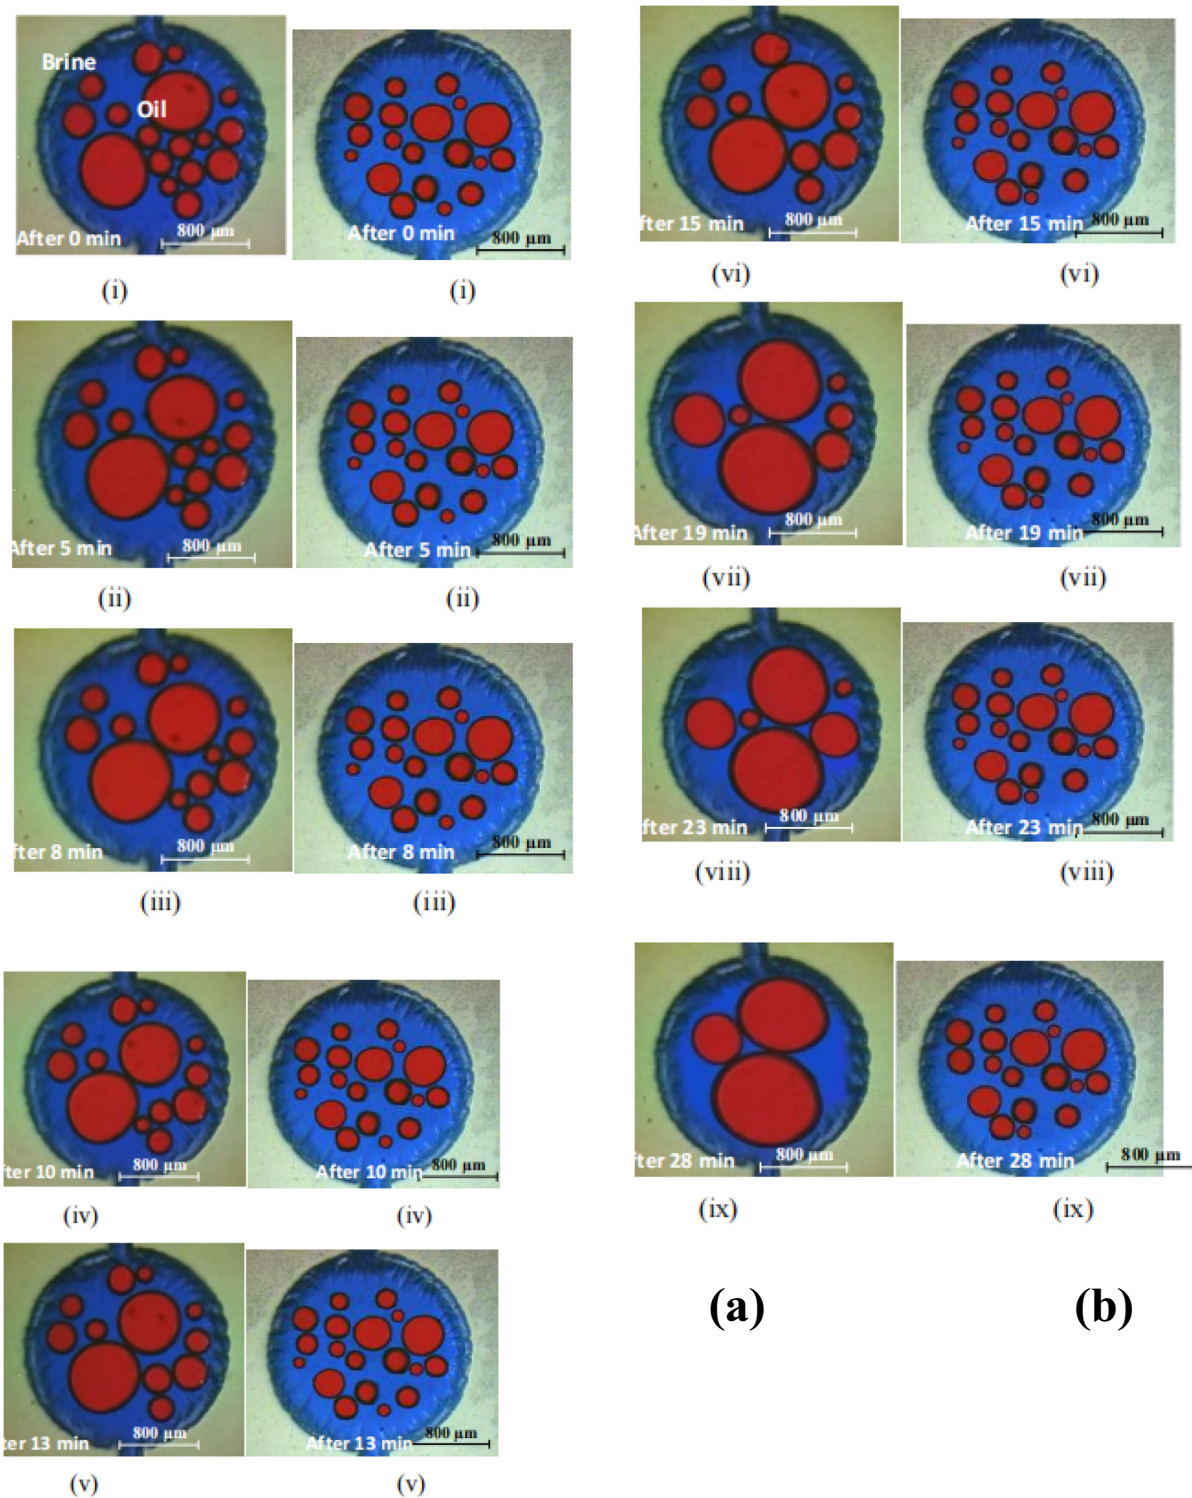 Brine
Oil
800 µm
After 0 min
(i)
800 µm
After 0 min
(i)
800 µm
After 5 min
(ii)
800 µm
After 5 min
(ii)
800 µm
fter 8 min
(iii)
800 µm
After 8 min
(iii)
800 µm
ter 10 min
(iv)
800 µm
After 10 min
(iv)
800 µm
ter 13 min
(v)
800 µm
After 13 min
(v)
800 µm
fter 15 min
(vi)
800 µm
After 15 min
(vi)
800 µm
After 19 min
(vii)
800 µm
After 19 min
(vii)
800 µm
fter 23 min
(viii)
800 µm
After 23 min
(viii)
800 µm
ter 28 min
(ix)
800 µm
After 28 min
(ix)
(a)
(b)